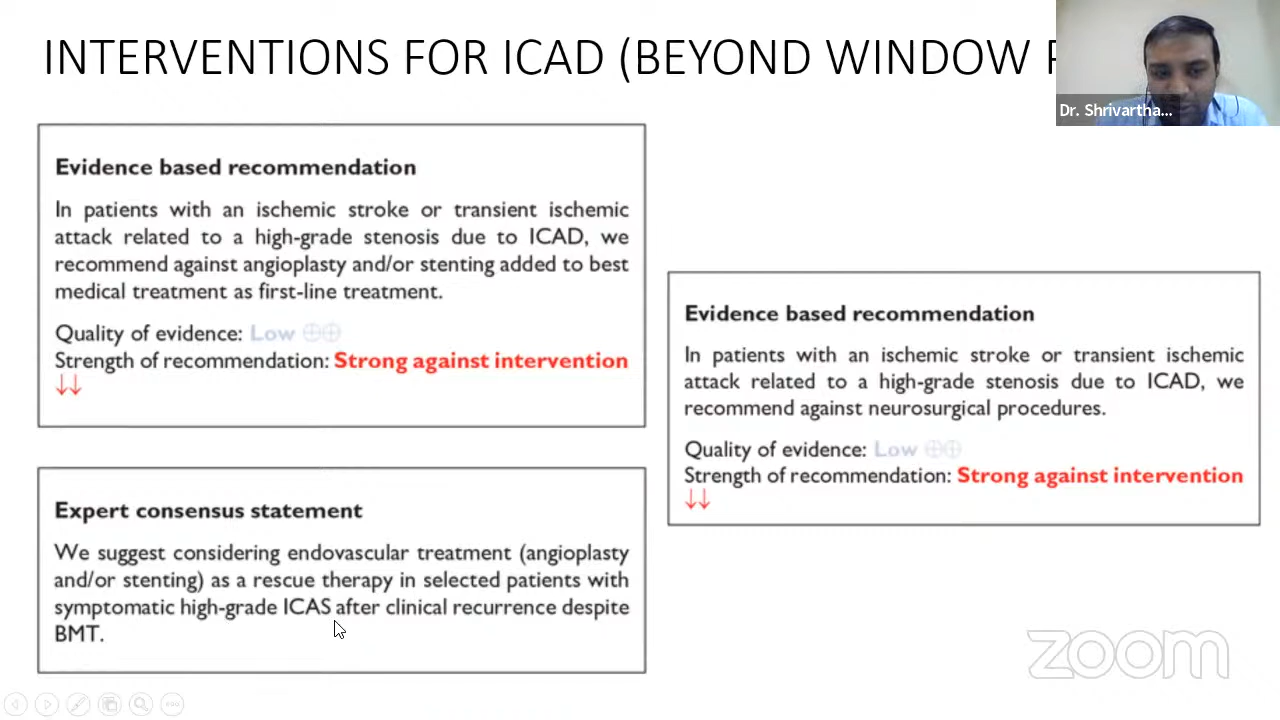 INTERVENTIONS FOR ICAD (BEYOND WINDOW
Dr. Shrivartha...
Evidence based recommendation
In patients with an ischemic stroke or transient ischemic
attack related to a high-grade stenosis due to ICAD, we
recommend against angioplasty and/or stenting added to best
medical treatment as first-line treatment.
Quality of evidence: Low ⊕⊕
Strength of recommendation: Strong against intervention
↓↓
Expert consensus statement
We suggest considering endovascular treatment (angioplasty
and/or stenting) as a rescue therapy in selected patients with
symptomatic high-grade ICAS after clinical recurrence despite
BMT.
Evidence based recommendation
In patients with an ischemic stroke or transient ischemic
attack related to a high-grade stenosis due to ICAD, we
recommend against neurosurgical procedures.
Quality of evidence: Low ⊕⊕
Strength of recommendation: Strong against intervention
↓↓
zoom